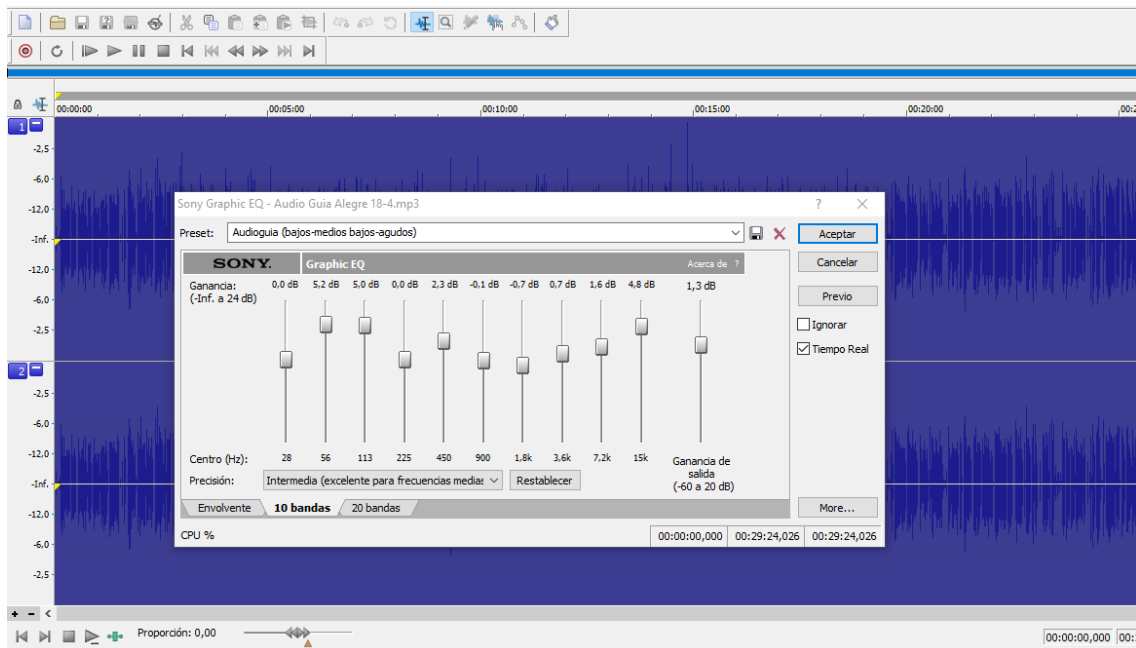 00:00:00 00:05:00 00:10:00 00:15:00 00:20:00 00:2
1
-2,5
-6,0
-12,0
-Inf.
-12,0
-6,0
-2,5
2
-2,5
-6,0
-12,0
-Inf.
-12,0
-6,0
-2,5
Sony Graphic EQ - Audio Guia Alegre 18-4.mp3 ?
Preset: Audioguia (bajos-medios bajos-agudos) Aceptar
SONY. Graphic EQ Acerca de ? Cancelar
Ganancia: 0,0 dB 5,2 dB 5,0 dB 0,0 dB 2,3 dB -0,1 dB -0,7 dB 0,7 dB 1,6 dB 4,8 dB 1,3 dB
(-Inf. a 24 dB)
Previo
Ignorar
Tiempo Real
Centro (Hz): 28 56 113 225 450 900 1,8k 3,6k 7,2k 15k Ganancia de
salida
(-60 a 20 dB)
Precisión: Intermedia (excelente para frecuencias medias Restablecer
Envolvente 10 bandas 20 bandas More...
CPU % 00:00:00,000 00:29:24,026 00:29:24,026
Proporción: 0,00
00:00:00,000 00: